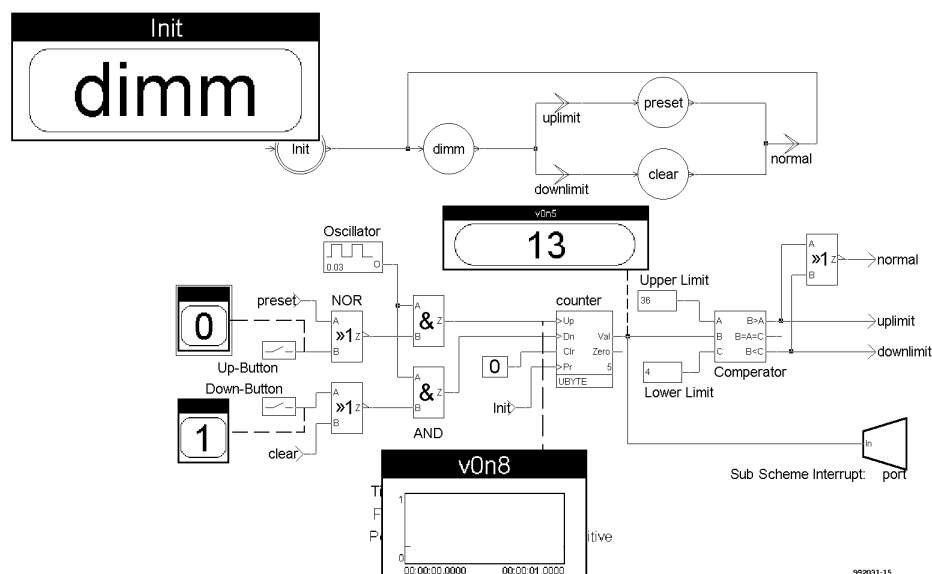 Init
dimm
Init
dimm
uplimit
preset
downlimit
clear
normal
v0n5
13
Oscillator
0.03 O
Upper Limit
36
A
B
»1 Z
normal
preset
NOR
0
A
B
»1 Z
Up-Button
A
B
& Z
counter
Up
Dn
Clr
Pr
Val
Zero
5
UBYTE
0
Init
A
B
C
B>A
B=A=C
B<C
Comperator
uplimit
downlimit
4
Lower Limit
Down-Button
1
A
B
»1 Z
clear
A
B
& Z
AND
In
Sub Scheme Interrupt: port
v0n8
1
0
00:00:00.0000 00:00:01.0000
itive
992031-15